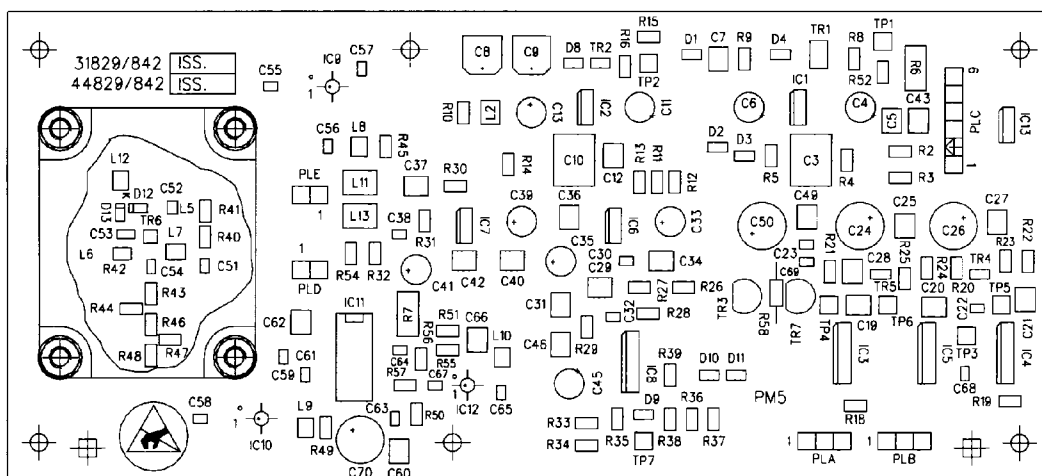 R15
C8
C9
D8
TR2
R16
TP2
D1
C7
R9
D4
TR1
R8
TP1
R52
R6
31829/842 ISS.
44829/842 ISS.
C57
IC9
1
C55
R10
L2
C13
IC2
C11
C6
IC1
C4
C5
C43
6
PLC
1
IC13
C56
L8
R45
C37
R30
R14
C10
C12
R13
R11
R12
D2
D3
R5
C3
R4
R2
R3
L12
K
D12
D13
C52
L5
R41
C53
TR6
L7
R40
L6
R42
C54
C51
R43
R44
R46
R47
R48
PLE
1
L11
L13
C38
R31
IC7
C39
C36
IC6
C33
C50
C49
C24
C25
C26
C27
R22
1
PLD
R54
R32
C41
C42
C40
C35
C30
C29
C34
C23
C69
R21
C28
R25
R24
R20
R23
TR4
IC11
C62
R7
R51
R56
C66
L10
C31
C32
R27
R26
R28
TR3
R58
TR7
TP4
C19
TR5
TP6
C20
C22
TP5
C21
C61
C59
C64
R55
R57
C67
1
IC12
C65
C46
R29
C45
IC8
R39
D10
D11
IC3
IC5
TP3
C68
IC4
PM5
C58
1
IC10
L9
R49
C63
R50
C70
C60
R33
R34
R35
D9
TP7
R38
R36
R37
R18
R19
1
PLA
1
PLB